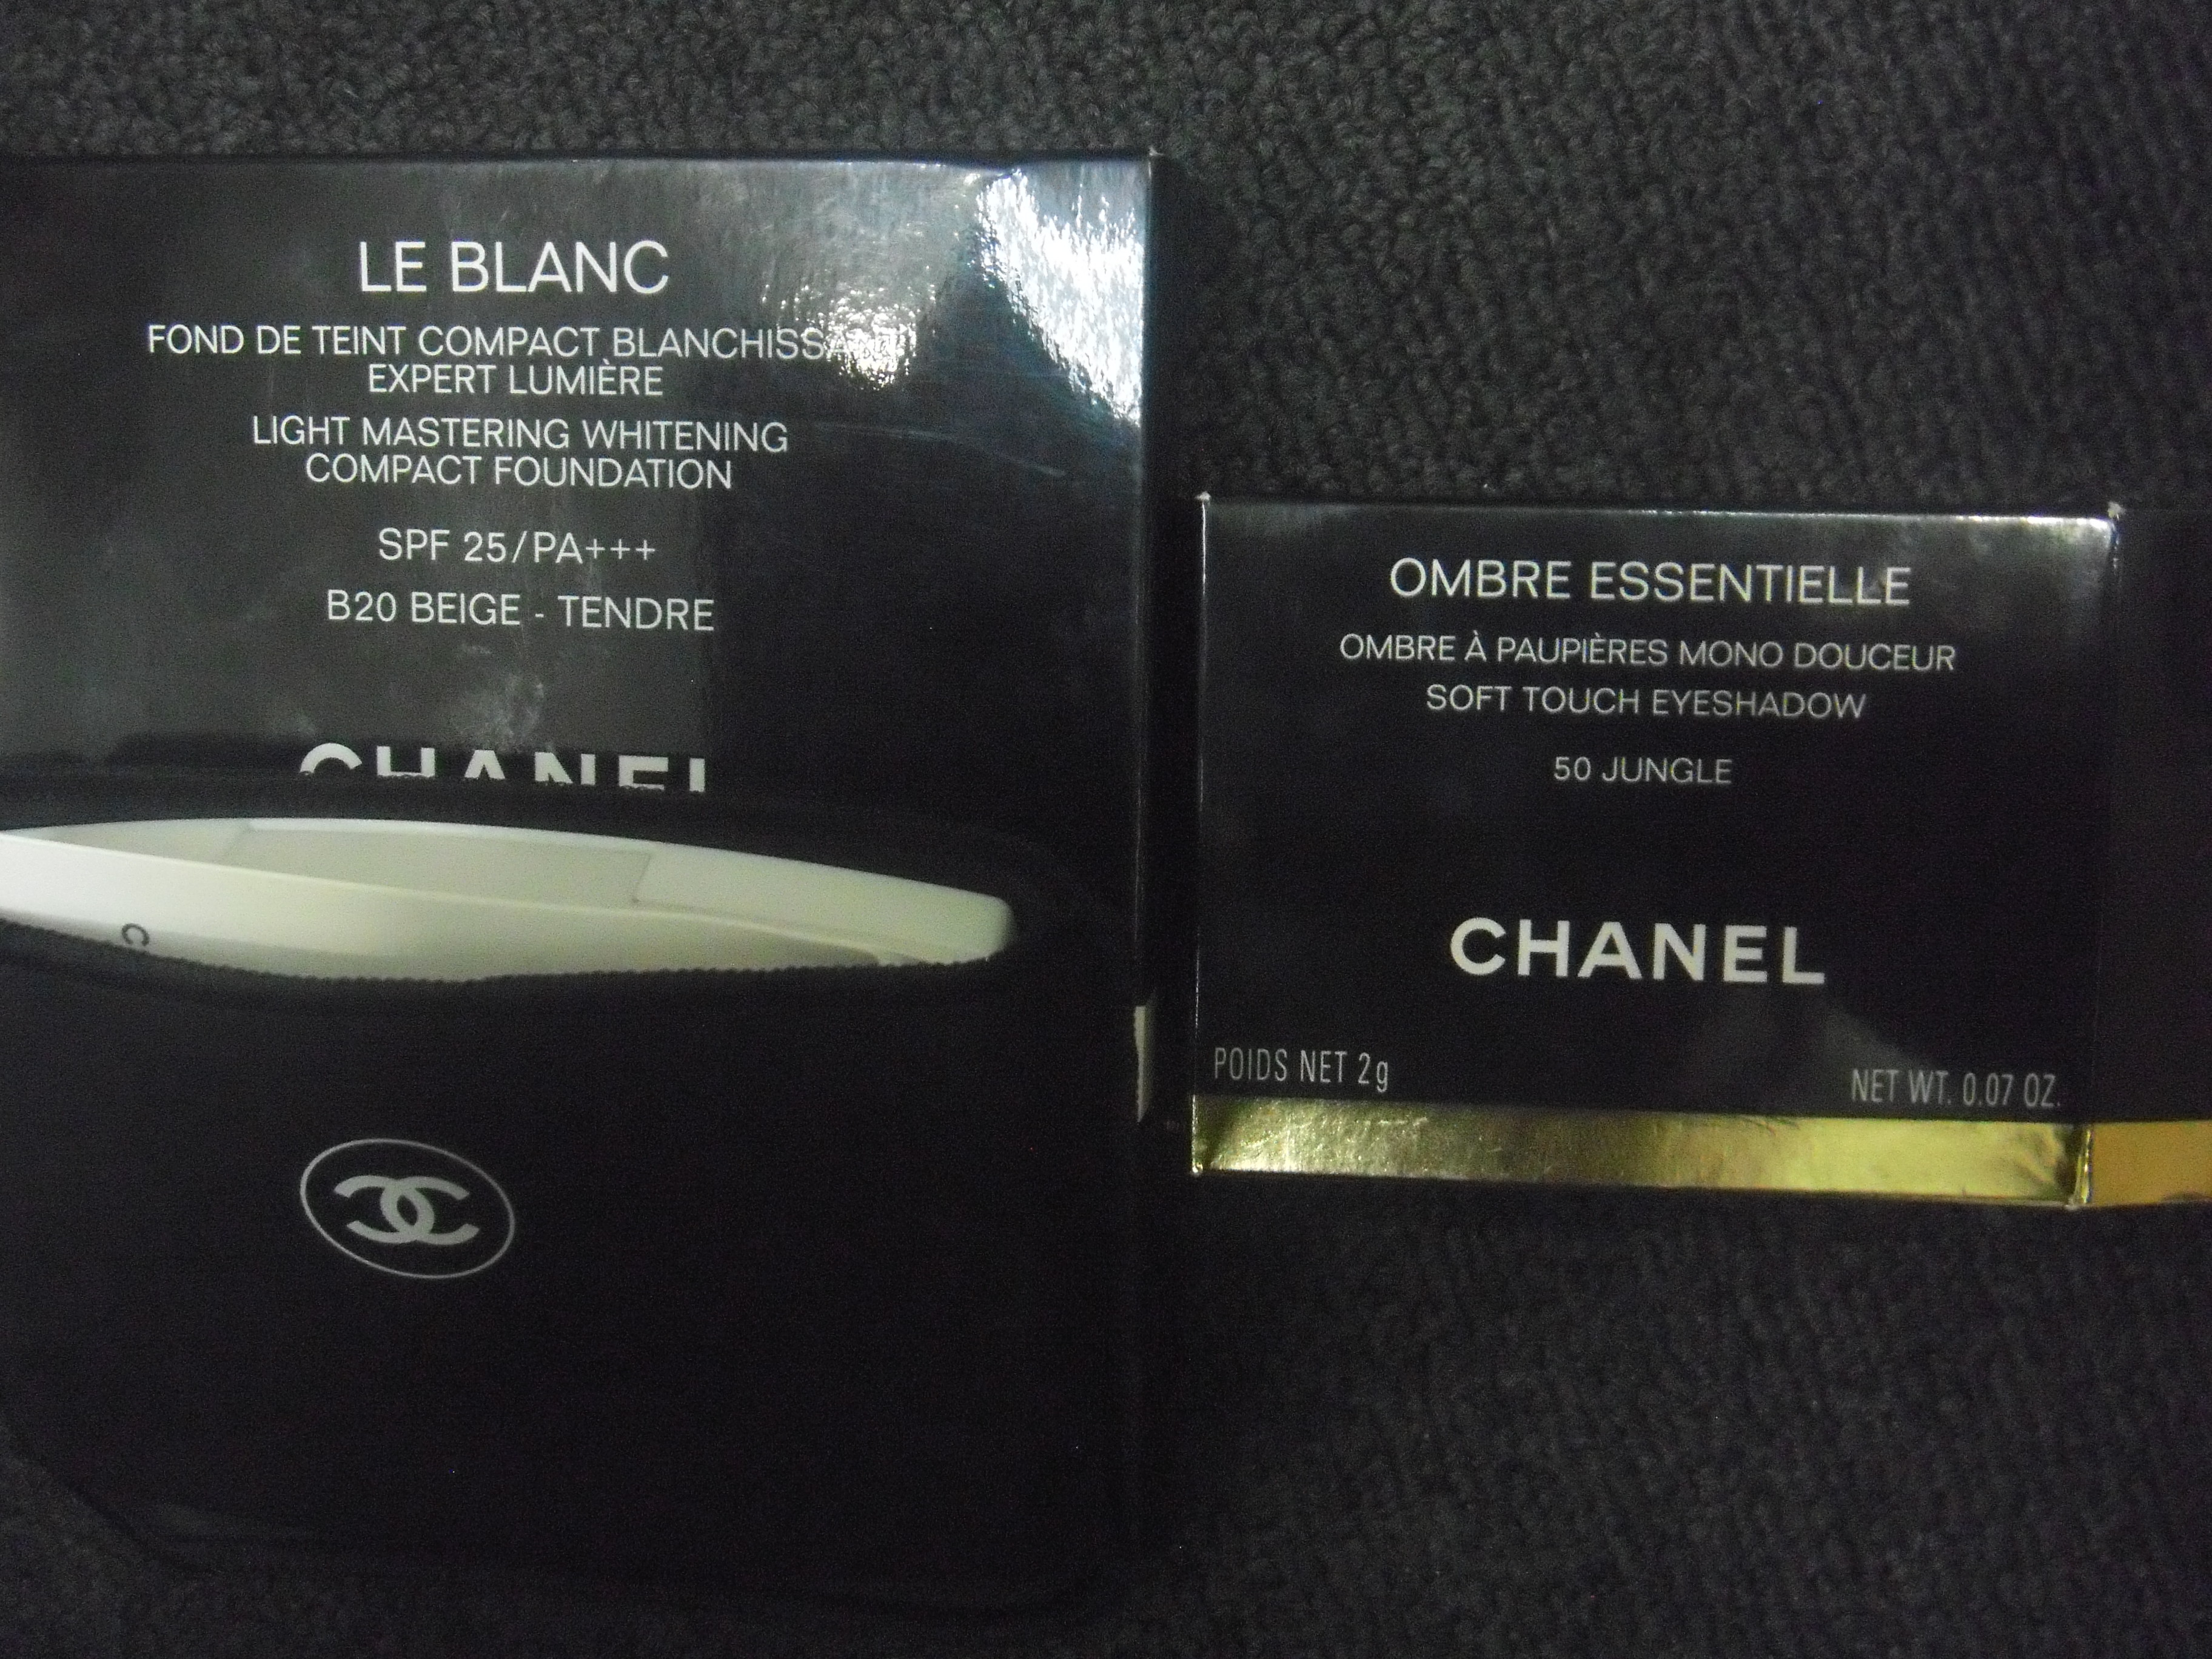 LE BLANC
FOND DE TEINT COMPACT BLANCHISSANT
EXPERT LUMIÈRE
LIGHT MASTERING WHITENING
COMPACT FOUNDATION
SPF 25/PA+++
B20 BEIGE - TENDRE
CHANEL
C
OMBRE ESSENTIELLE
OMBRE À PAUPIÈRES MONO DOUCEUR
SOFT TOUCH EYESHADOW
50 JUNGLE
CHANEL
POIDS NET 2g
NET WT. 0.07 OZ.